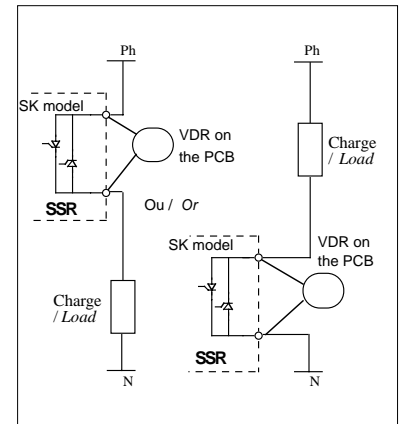 Ph
SK model
VDR on
the PCB
SSR
Ou / Or
Charge
/ Load
N
Ph
Charge
/ Load
SK model
VDR on
the PCB
SSR
N